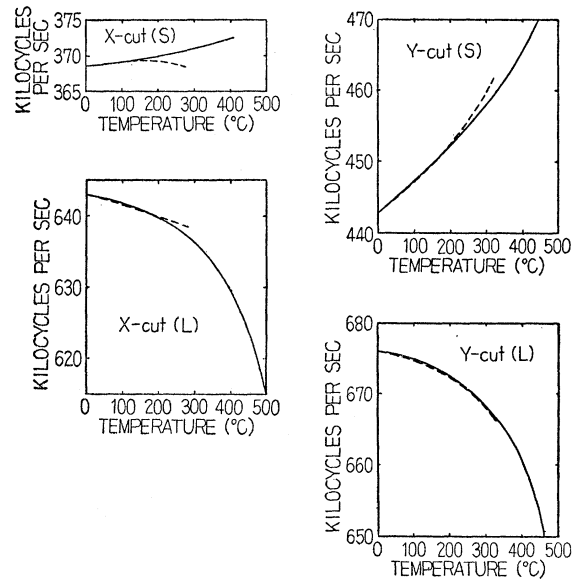 KILOCYCLES
PER SEC
375
370
365
X-cut (S)
0 100 200 300 400 500
TEMPERATURE (°C)
KILOCYCLES PER SEC
640
630
620
X-cut (L)
0 100 200 300 400 500
TEMPERATURE (°C)
KILOCYCLES PER SEC
470
460
450
440
Y-cut (S)
0 100 200 300 400 500
TEMPERATURE (°C)
KILOCYCLES PER SEC
680
670
660
650
Y-cut (L)
0 100 200 300 400 500
TEMPERATURE (°C)